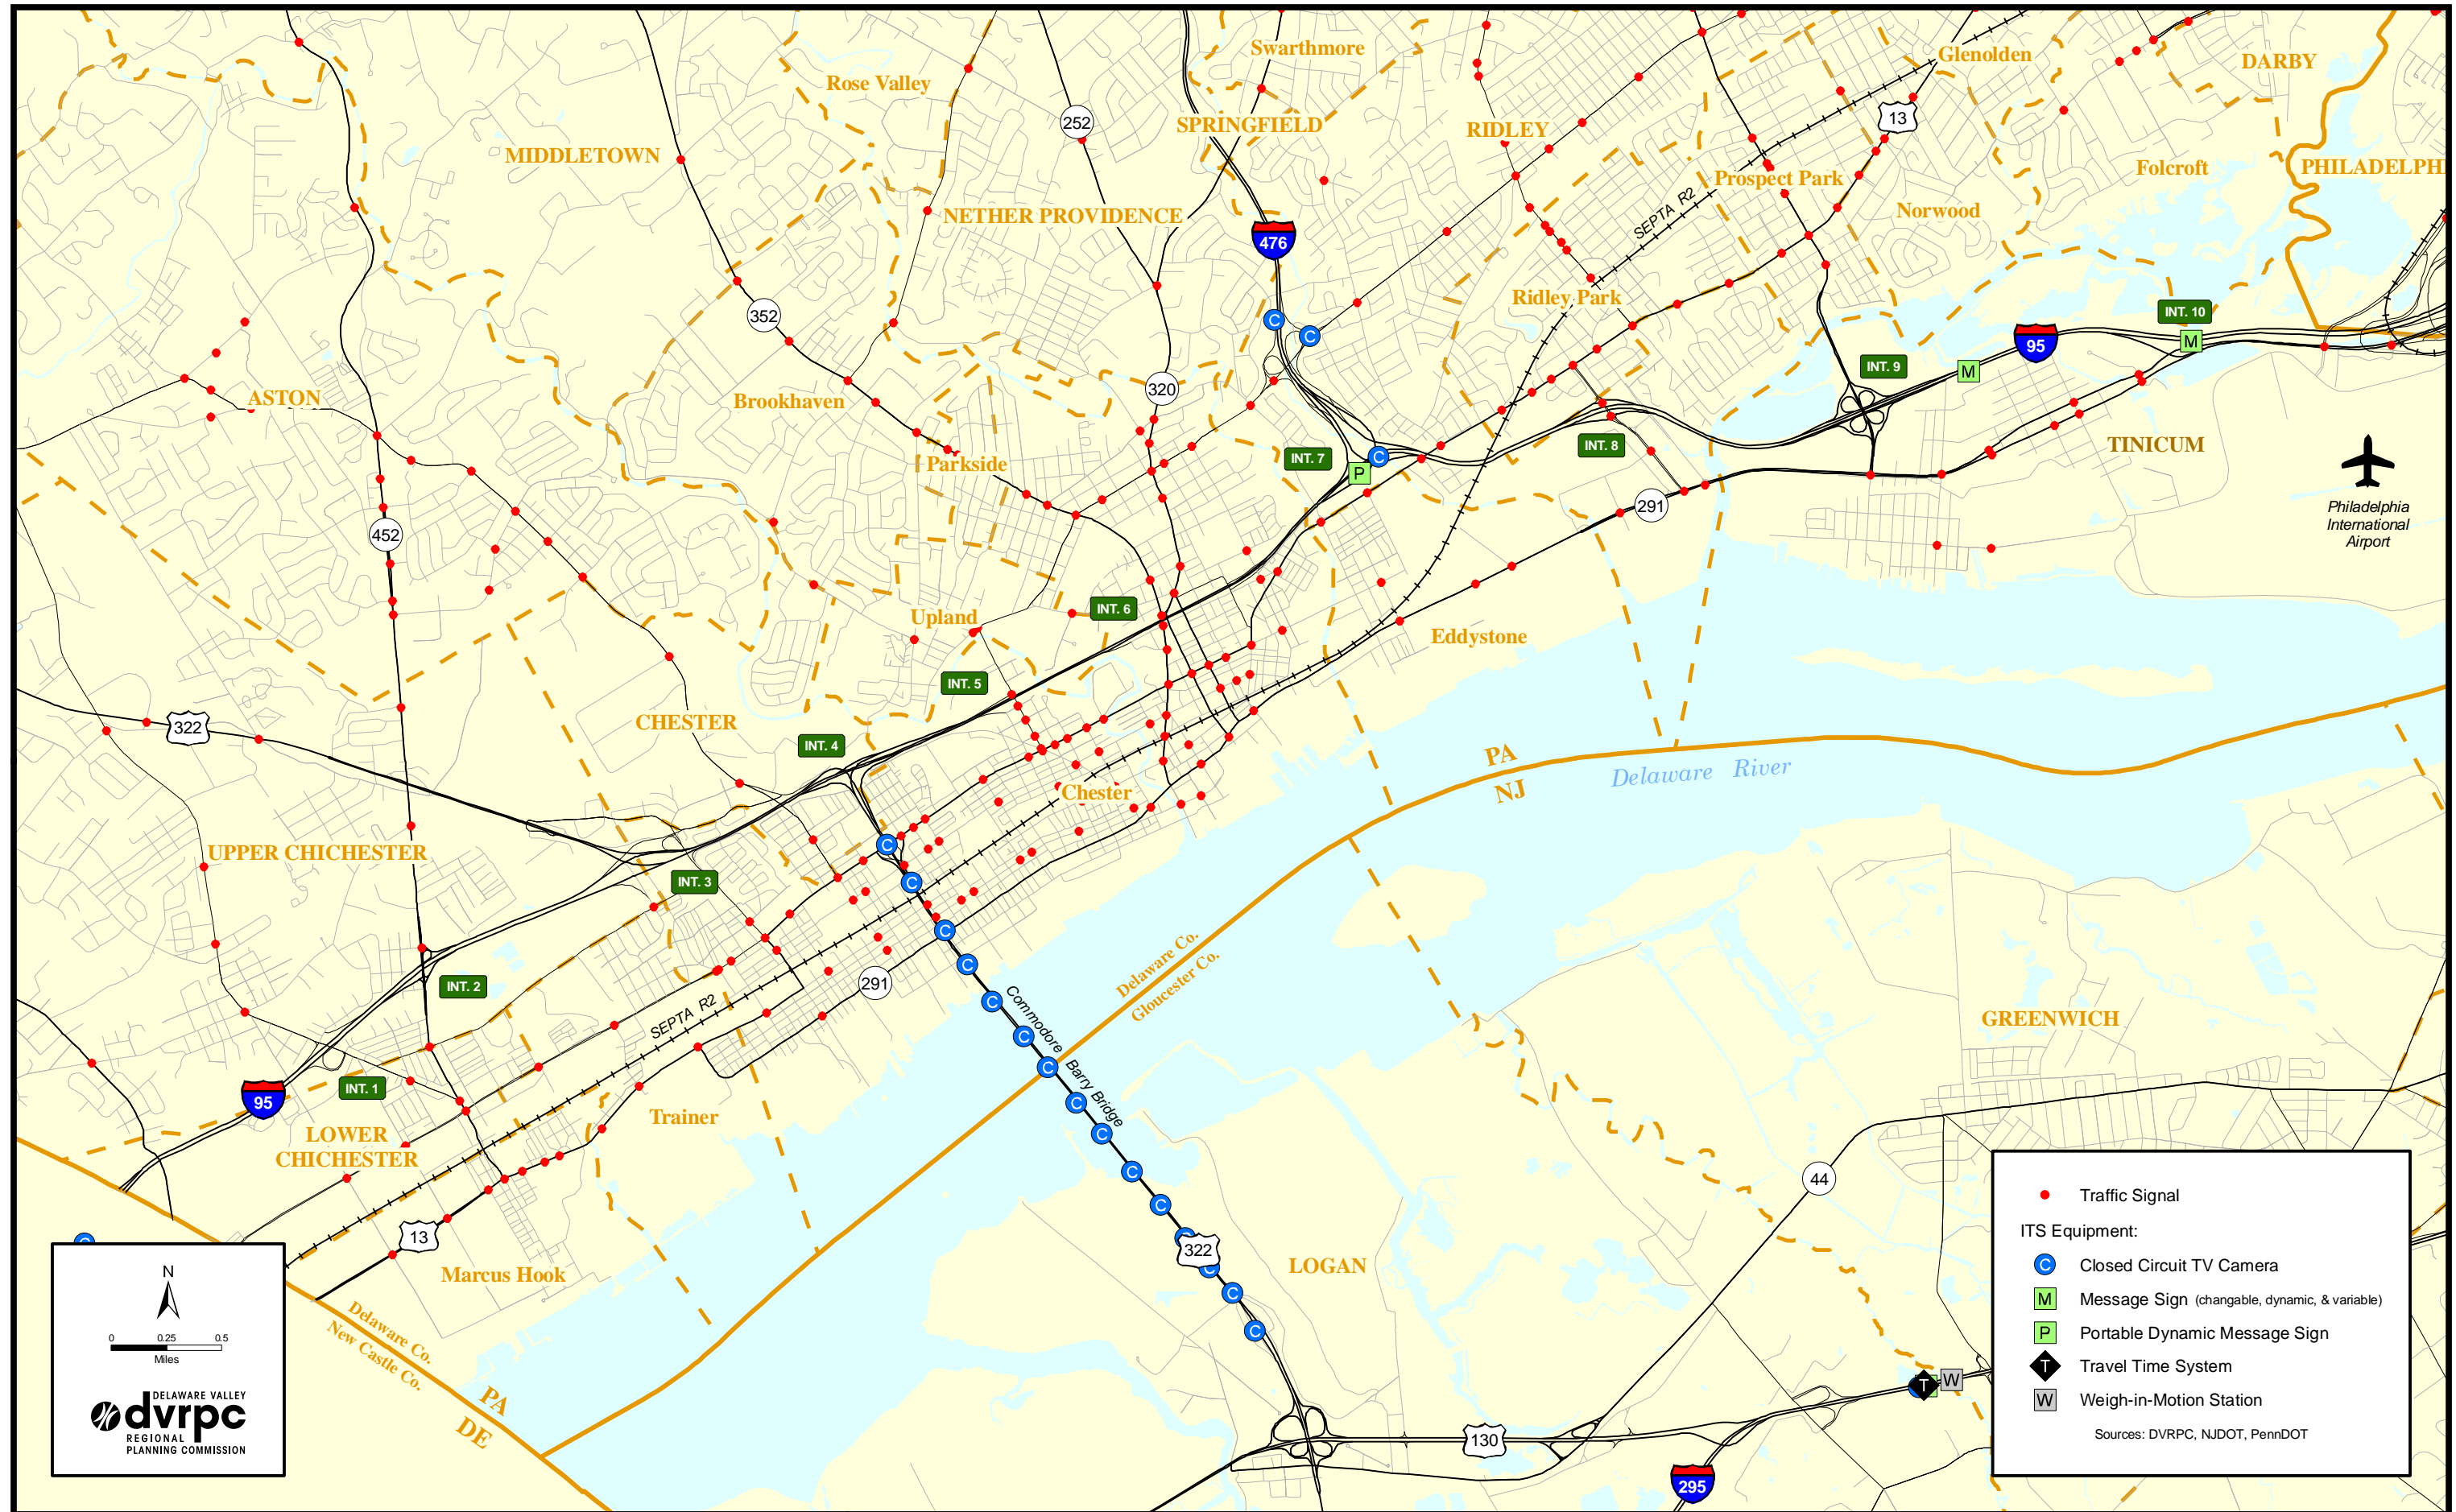 Swarthmore
Glenolden
DARBY
Rose Valley
252
SPRINGFIELD
RIDLEY
13
MIDDLETOWN
Folcroft
PHILADELPHI
Prospect Park
NETHER PROVIDENCE
SEPTA R2
Norwood
476
C
C
352
Ridley Park
INT. 10
M
95
INT. 9
M
320
ASTON
Brookhaven
TINICUM
INT. 8
INT. 7
C
P
Parkside
291
Philadelphia
International
Airport
452
INT. 6
Upland
Eddystone
INT. 5
CHESTER
322
INT. 4
PA
NJ
Delaware River
Chester
C
UPPER CHICHESTER
INT. 3
C
C
C
Delaware Co.
Gloucester Co.
291
INT. 2
C
SEPTA R2
Commodore Barry Bridge
C
C
GREENWICH
INT. 1
95
C
Trainer
C
LOWER
CHICHESTER
C
44
C
C
322
C
13
Marcus Hook
LOGAN
C
C
Delaware Co.
New Castle Co.
PA
DE
T
W
130
295
C
N
0 0.25 0.5
Miles
DELAWARE VALLEY
dvrpc
REGIONAL
PLANNING COMMISSION
Traffic Signal
ITS Equipment:
C Closed Circuit TV Camera
M Message Sign (changable, dynamic, & variable)
P Portable Dynamic Message Sign
T Travel Time System
W Weigh-in-Motion Station
Sources: DVRPC, NJDOT, PennDOT